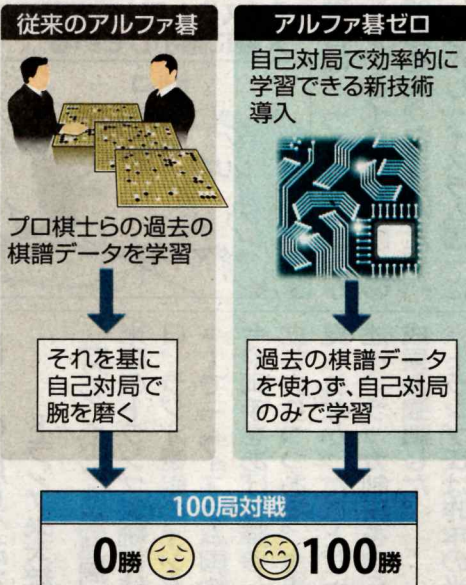 従来のアルファ碁
プロ棋士らの過去の
棋譜データを学習
それを基に
自己対局で
腕を磨く
アルファ碁ゼロ
自己対局で効率的に
学習できる新技術
導入
過去の棋譜データ
を使わず、自己対局
のみで学習
100局対戦
0勝
100勝